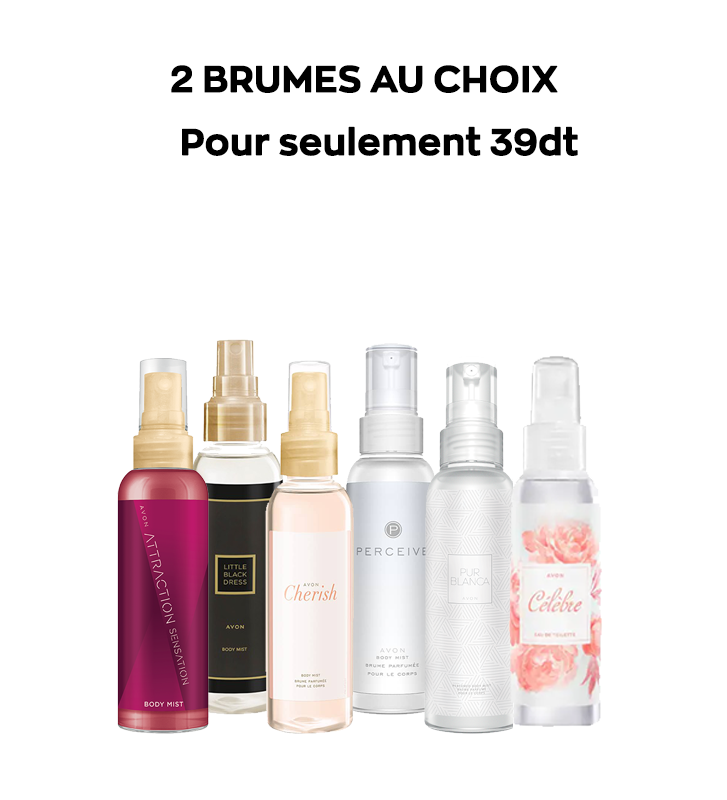 2 BRUMES AU CHOIX
Pour seulement 39dt
AVON
ATTRACTION SENSATION
BODY MIST
LITTLE
BLACK
DRESS
AVON
BODY MIST
AVON
Cherish
BODY MIST
BRUME PARFUMÉE
POUR LE CORPS
P
PERCEIVE
AVON
BODY MIST
BRUME PARFUMÉE
POUR LE CORPS
PUR
BLANCA
AVON
Célèbre
EAU DE TOILETTE